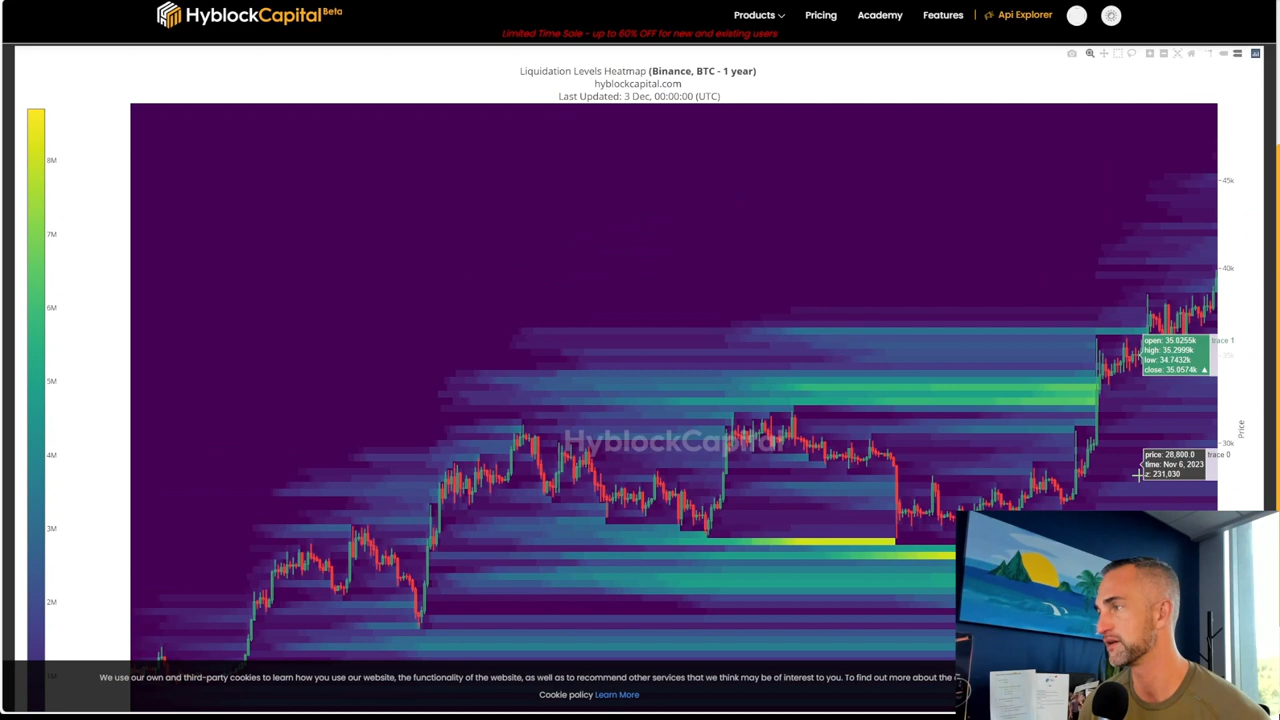 HyblockCapital Beta
Products
Pricing
Academy
Features
Api Explorer
Limited Time Sale - up to 60% OFF for new and existing users
Liquidation Levels Heatmap (Binance, BTC - 1 year)
hyblockcapital.com
Last Updated: 3 Dec, 00:00:00 (UTC)
8M
7M
6M
5M
4M
3M
2M
1M
45k
40k
35k
30k
Price
HyblockCapital
open: 35.0255k
high: 35.2999k
low: 34.7432k
close: 35.0574k ▲
trace 1
price: 28,800.0
time: Nov 6, 2023
z: 231,030
trace 0
We use our own and third-party cookies to learn how you use our website, the functionality of the website, as well as to recommend other services that we think may be of interest to you. To find out more about the
Cookie policy Learn More